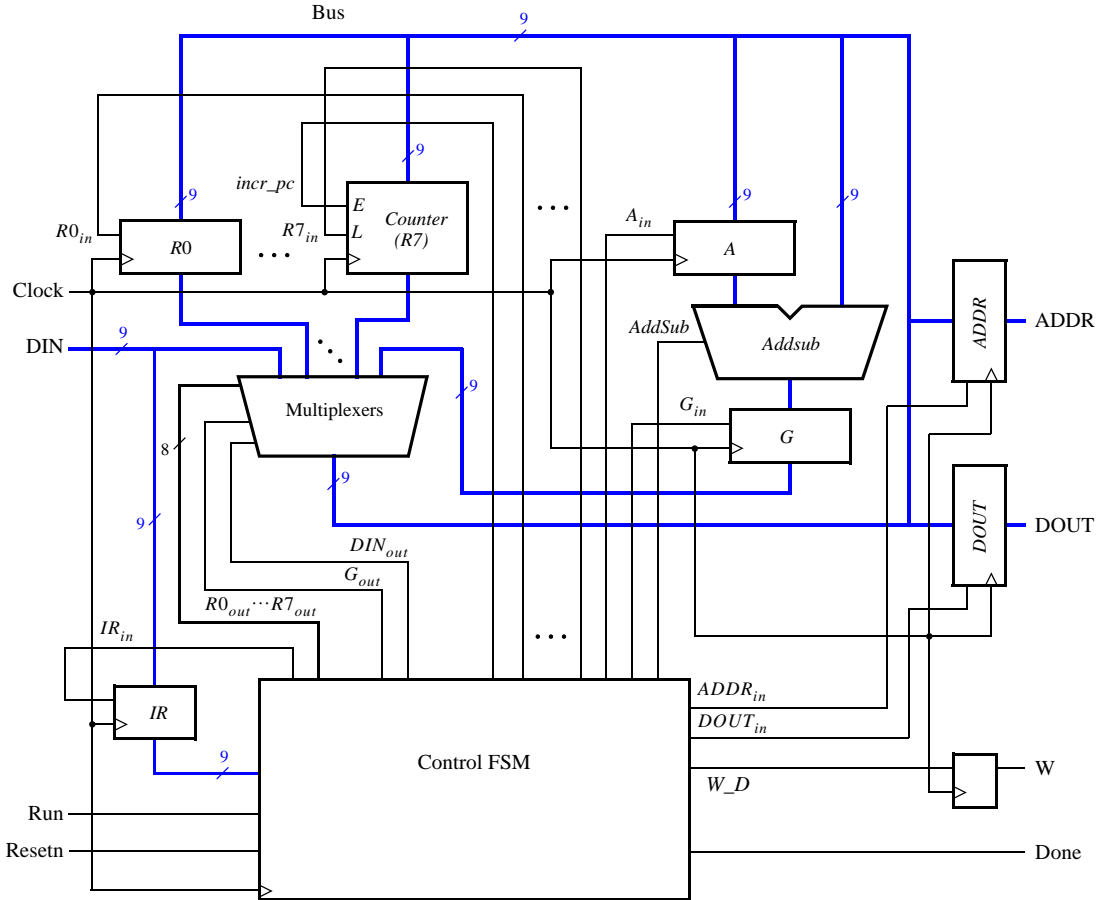 Bus
9
9
incr_pc
E
Counter
(R7)
L
R7in
9
R0in
R0
• • •
• • •
Ain
9
9
A
Clock
DIN
9
• • •
Multiplexers
8
9
9
9
AddSub
Addsub
Gin
G
ADDR
ADDR
DOUT
DOUT
DINout
Gout
R0out···R7out
IRin
IR
9
• • •
Control FSM
ADDRin
DOUTin
W_D
W
Run
Resetn
Done